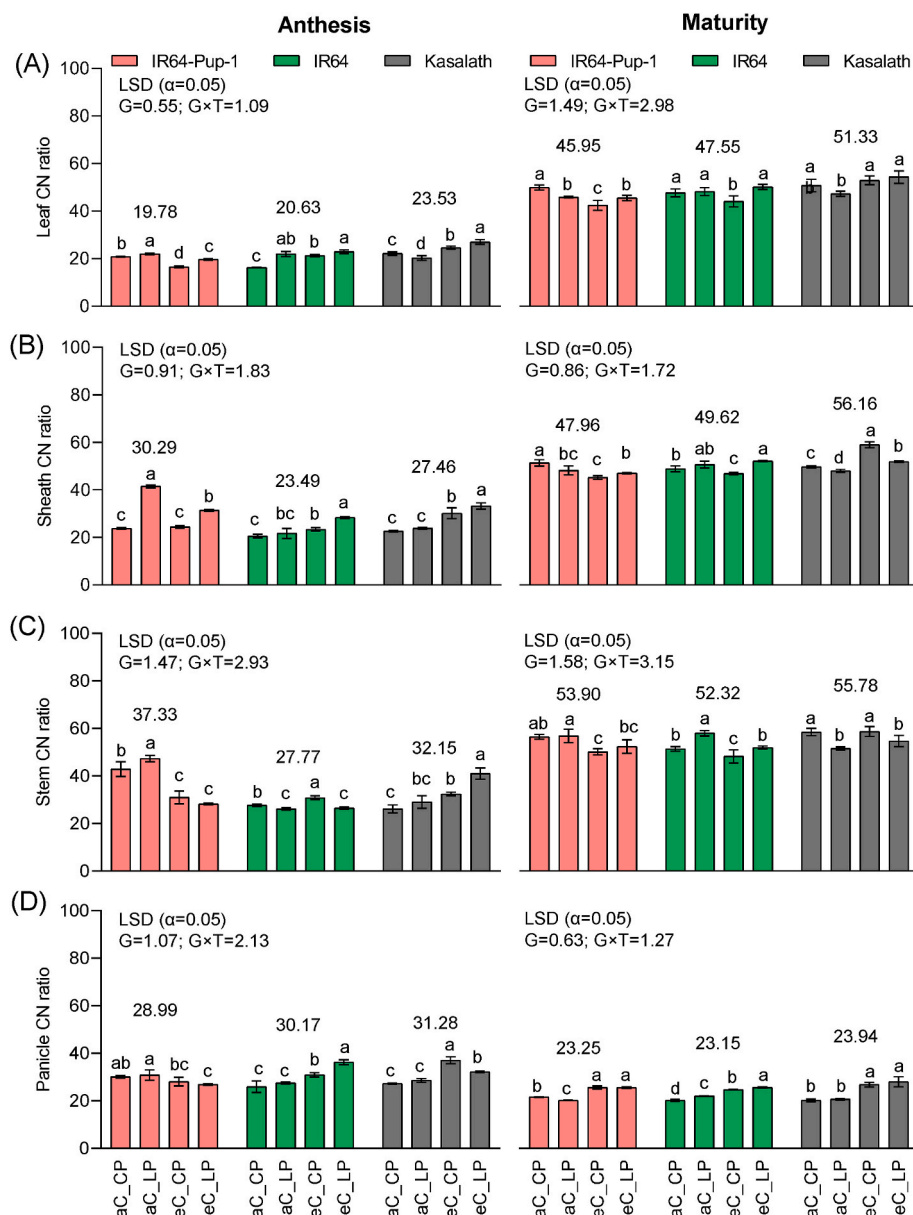 Anthesis Maturity
(A) IR64-Pup-1 IR64 Kasalath IR64-Pup-1 IR64 Kasalath
100 80 60 40 20 0
Leaf CN ratio
LSD (α=0.05)
G=0.55; G×T=1.09
19.78 20.63 23.53
b a d c c ab b a c d b a
LSD (α=0.05)
G=1.49; G×T=2.98
45.95 47.55 51.33
a b c b a a b a a b a a
(B)
100 80 60 40 20 0
Sheath CN ratio
LSD (α=0.05)
G=0.91; G×T=1.83
30.29 23.49 27.46
c a c b c bc b a c c b a
LSD (α=0.05)
G=0.86; G×T=1.72
47.96 49.62 56.16
a bc c b b ab c a c d a b
(C)
100 80 60 40 20 0
Stem CN ratio
LSD (α=0.05)
G=1.47; G×T=2.93
37.33 27.77 32.15
b a c c b c a c c bc b a
LSD (α=0.05)
G=1.58; G×T=3.15
53.90 52.32 55.78
ab a c bc b a c b a b a b
(D)
100 80 60 40 20 0
Panicle CN ratio
LSD (α=0.05)
G=1.07; G×T=2.13
28.99 30.17 31.28
ab a bc c c c b a c c a b
LSD (α=0.05)
G=0.63; G×T=1.27
23.25 23.15 23.94
b c a a d c b a b b a a
aC_CP aC_LP eC_CP eC_LP aC_CP aC_LP eC_CP eC_LP aC_CP aC_LP eC_CP eC_LP
aC_CP aC_LP eC_CP eC_LP aC_CP aC_LP eC_CP eC_LP aC_CP aC_LP eC_CP eC_LP